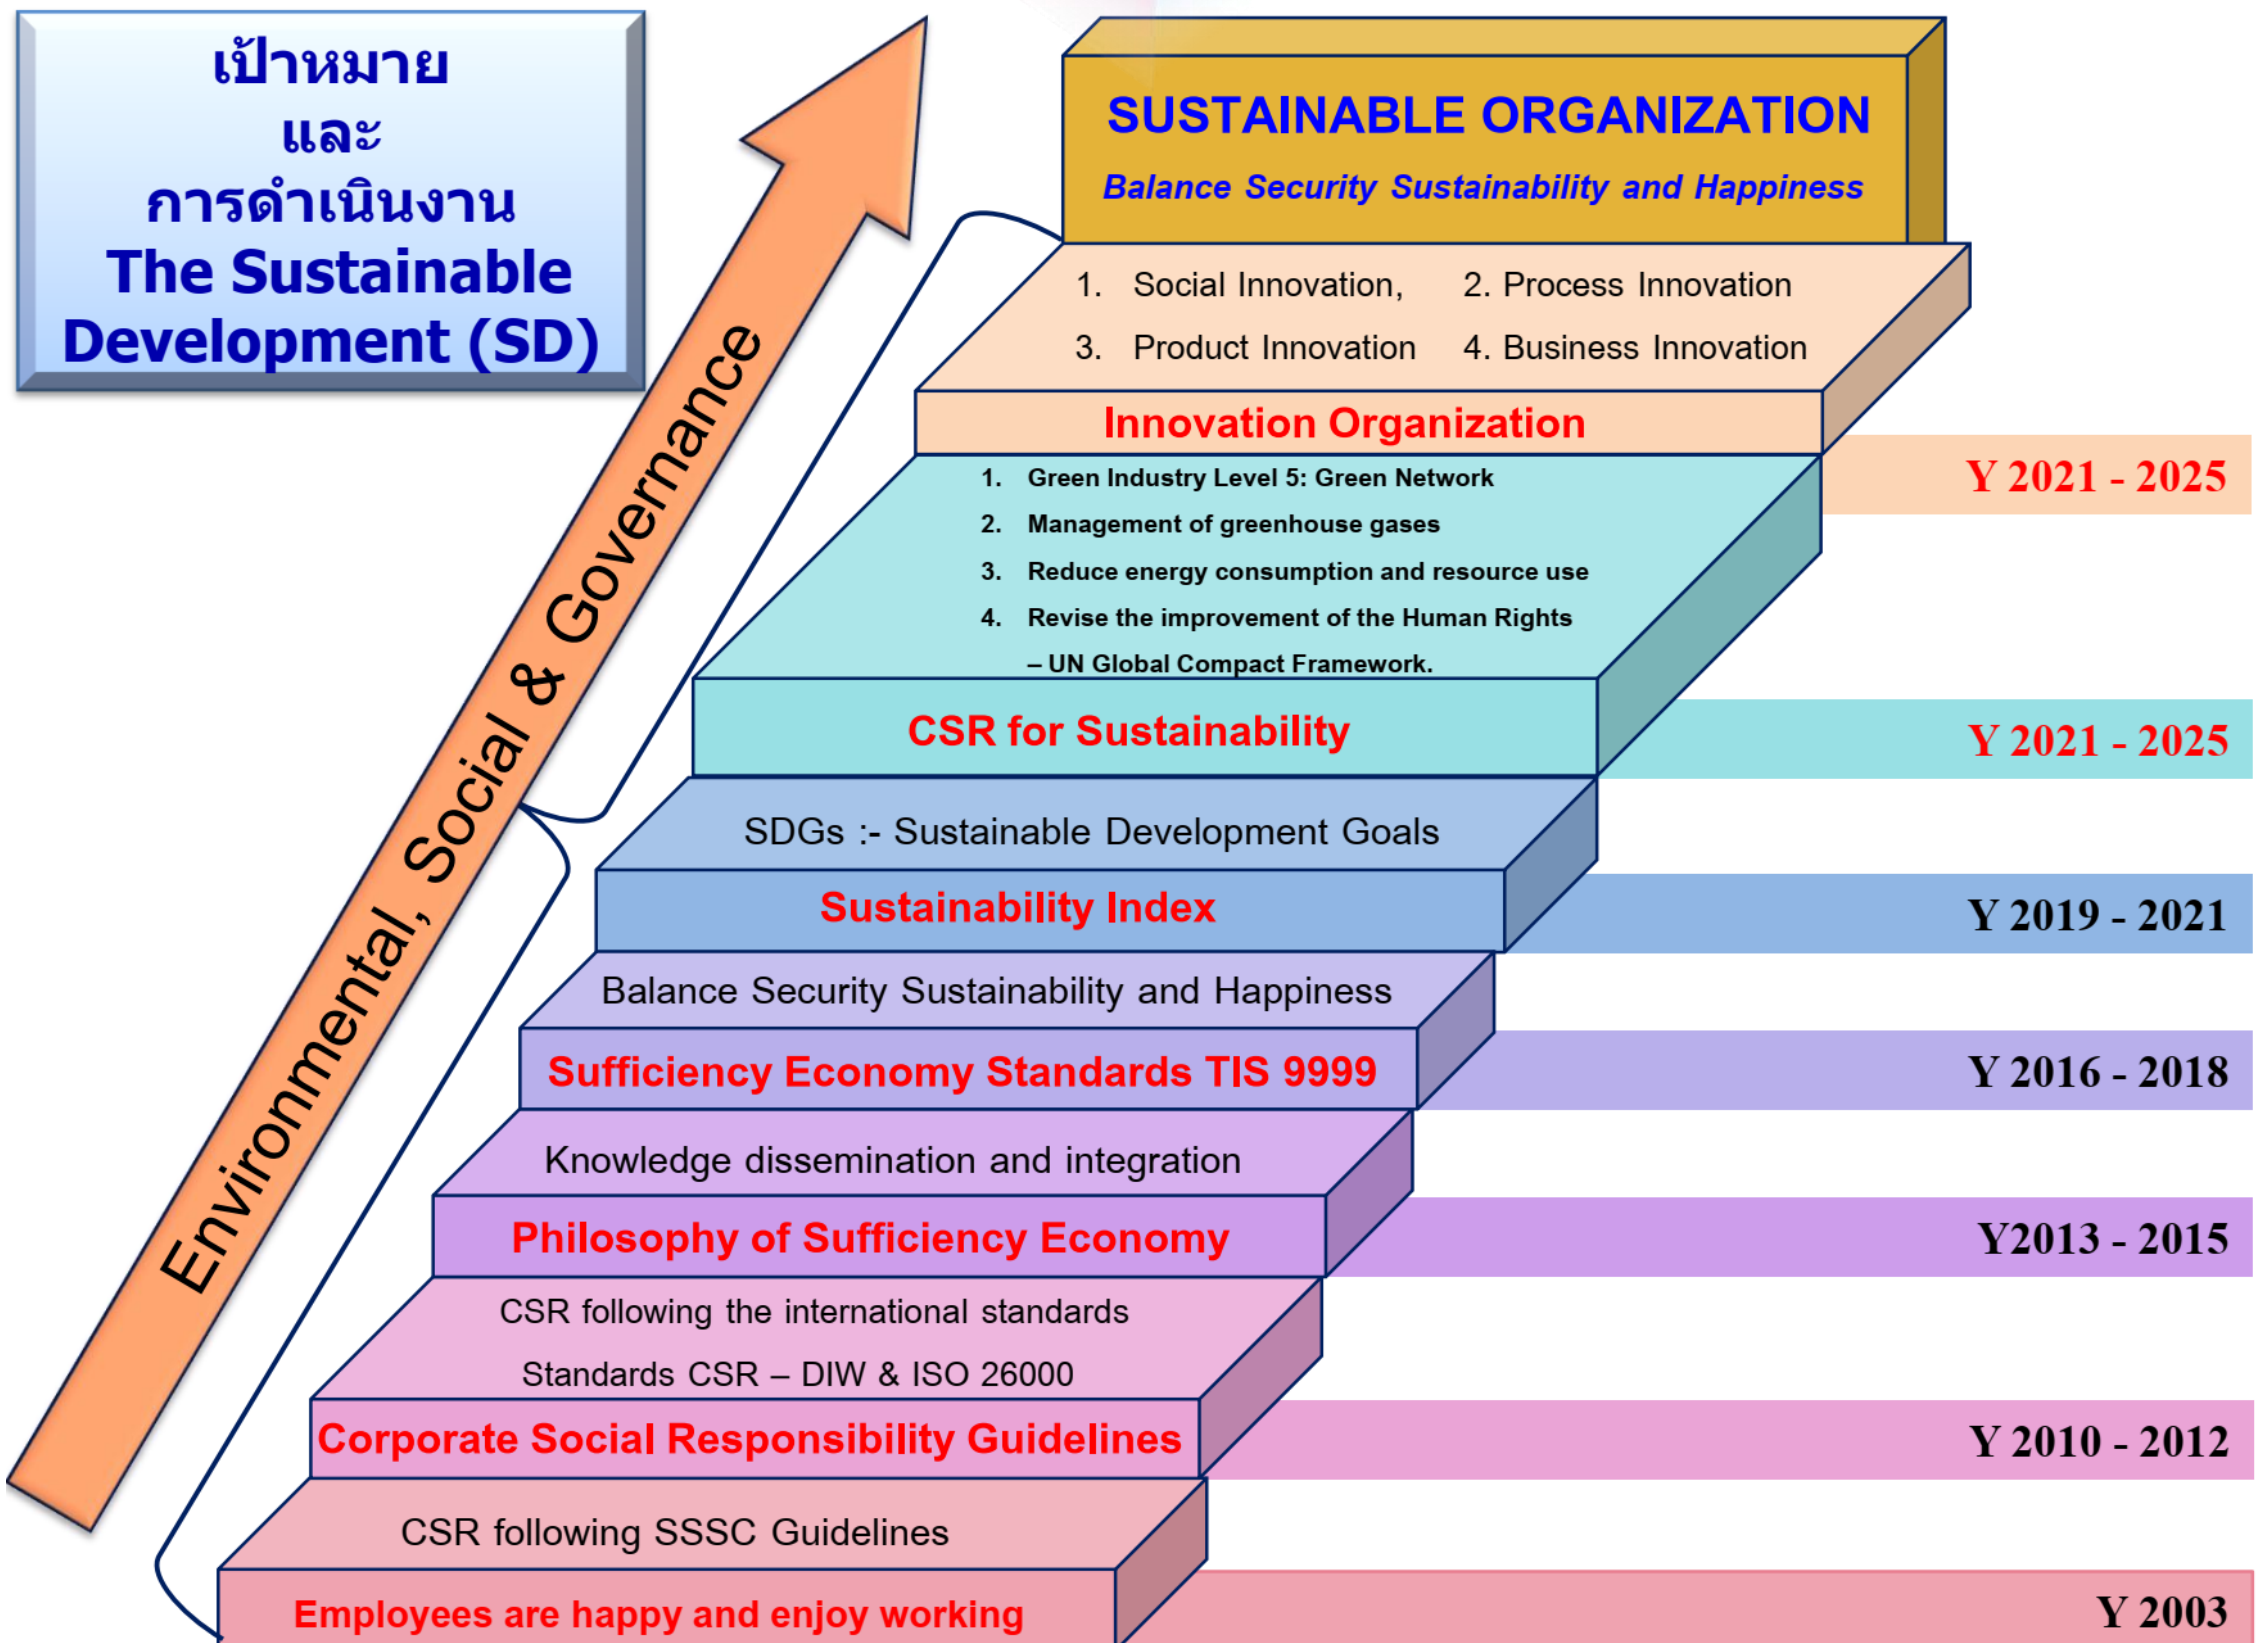 เป้าหมาย
และ
การดำเนินงาน
The Sustainable
Development (SD)
Environmental, Social & Governance
SUSTAINABLE ORGANIZATION
Balance Security Sustainability and Happiness
1. Social Innovation, 2. Process Innovation
3. Product Innovation 4. Business Innovation
Innovation Organization
Y 2021 - 2025
1. Green Industry Level 5: Green Network
2. Management of greenhouse gases
3. Reduce energy consumption and resource use
4. Revise the improvement of the Human Rights
– UN Global Compact Framework.
CSR for Sustainability
Y 2021 - 2025
SDGs :- Sustainable Development Goals
Sustainability Index
Y 2019 - 2021
Balance Security Sustainability and Happiness
Sufficiency Economy Standards TIS 9999
Y 2016 - 2018
Knowledge dissemination and integration
Philosophy of Sufficiency Economy
Y2013 - 2015
CSR following the international standards
Standards CSR – DIW & ISO 26000
Corporate Social Responsibility Guidelines
Y 2010 - 2012
CSR following SSSC Guidelines
Employees are happy and enjoy working
Y 2003